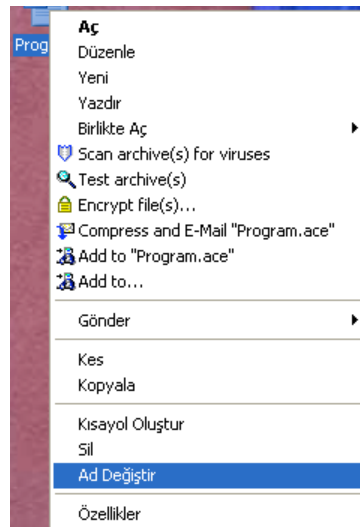 Prog
Aç
Düzenle
Yeni
Yazdır
Birlikte Aç
Scan archive(s) for viruses
Test archive(s)
Encrypt file(s)...
Compress and E-Mail "Program.ace"
Add to "Program.ace"
Add to...
Gönder
Kes
Kopyala
Kısayol Oluştur
Sil
Ad Değiştir
Özellikler